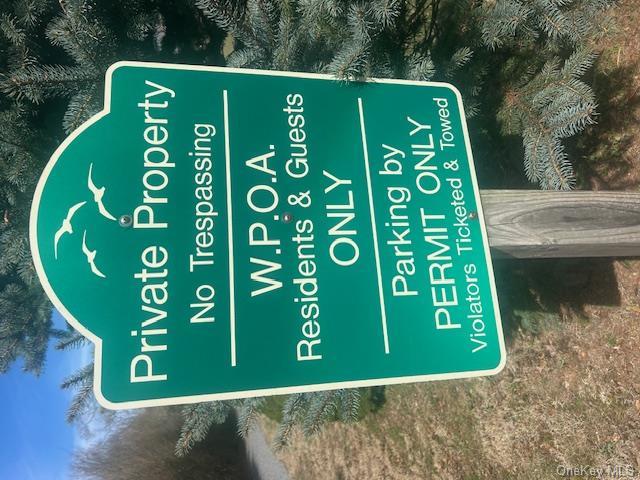 Private Property
No Trespassing
W.P.O.A.
Residents & Guests
ONLY
Parking by
PERMIT ONLY
Violators Ticketed & Towed
OneKey MLS